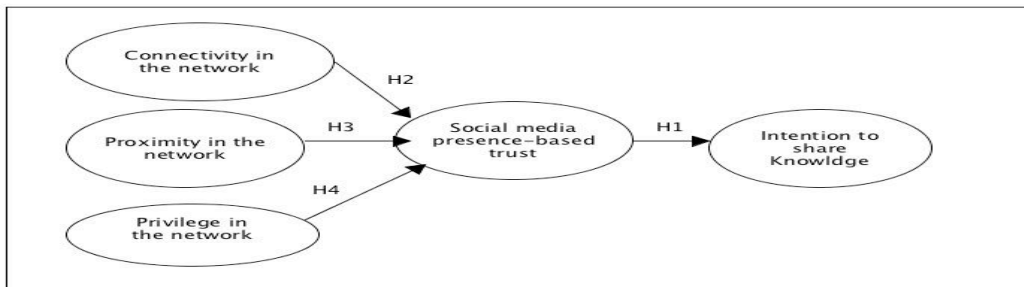 Connectivity in
the network
H2
Proximity in the
network
H3
Social media
presence-based
trust
H1
Intention to
share
Knowldge
H4
Privilege in
the network